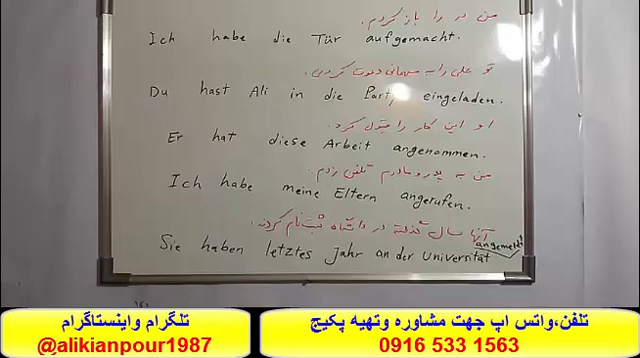 من در را باز کردم.
Ich habe die Tür aufgemacht.
تو علی را به مهمانی دعوت کردی.
Du hast Ali in die Party eingeladen.
او این کار را قبول کرد.
Er hat diese Arbeit angenommen.
من به پدر و مادرم تلفن زدم.
Ich habe meine Eltern angerufen.
آنها سال گذشته در دانشگاه ثبت نام کردند.
Sie haben letztes Jahr an der Universität angemeldet
تلگرام واینستاگرام
@alikianpour1987
تلفن،واتس اپ جهت مشاوره وتهیه پکیج
0916 533 1563